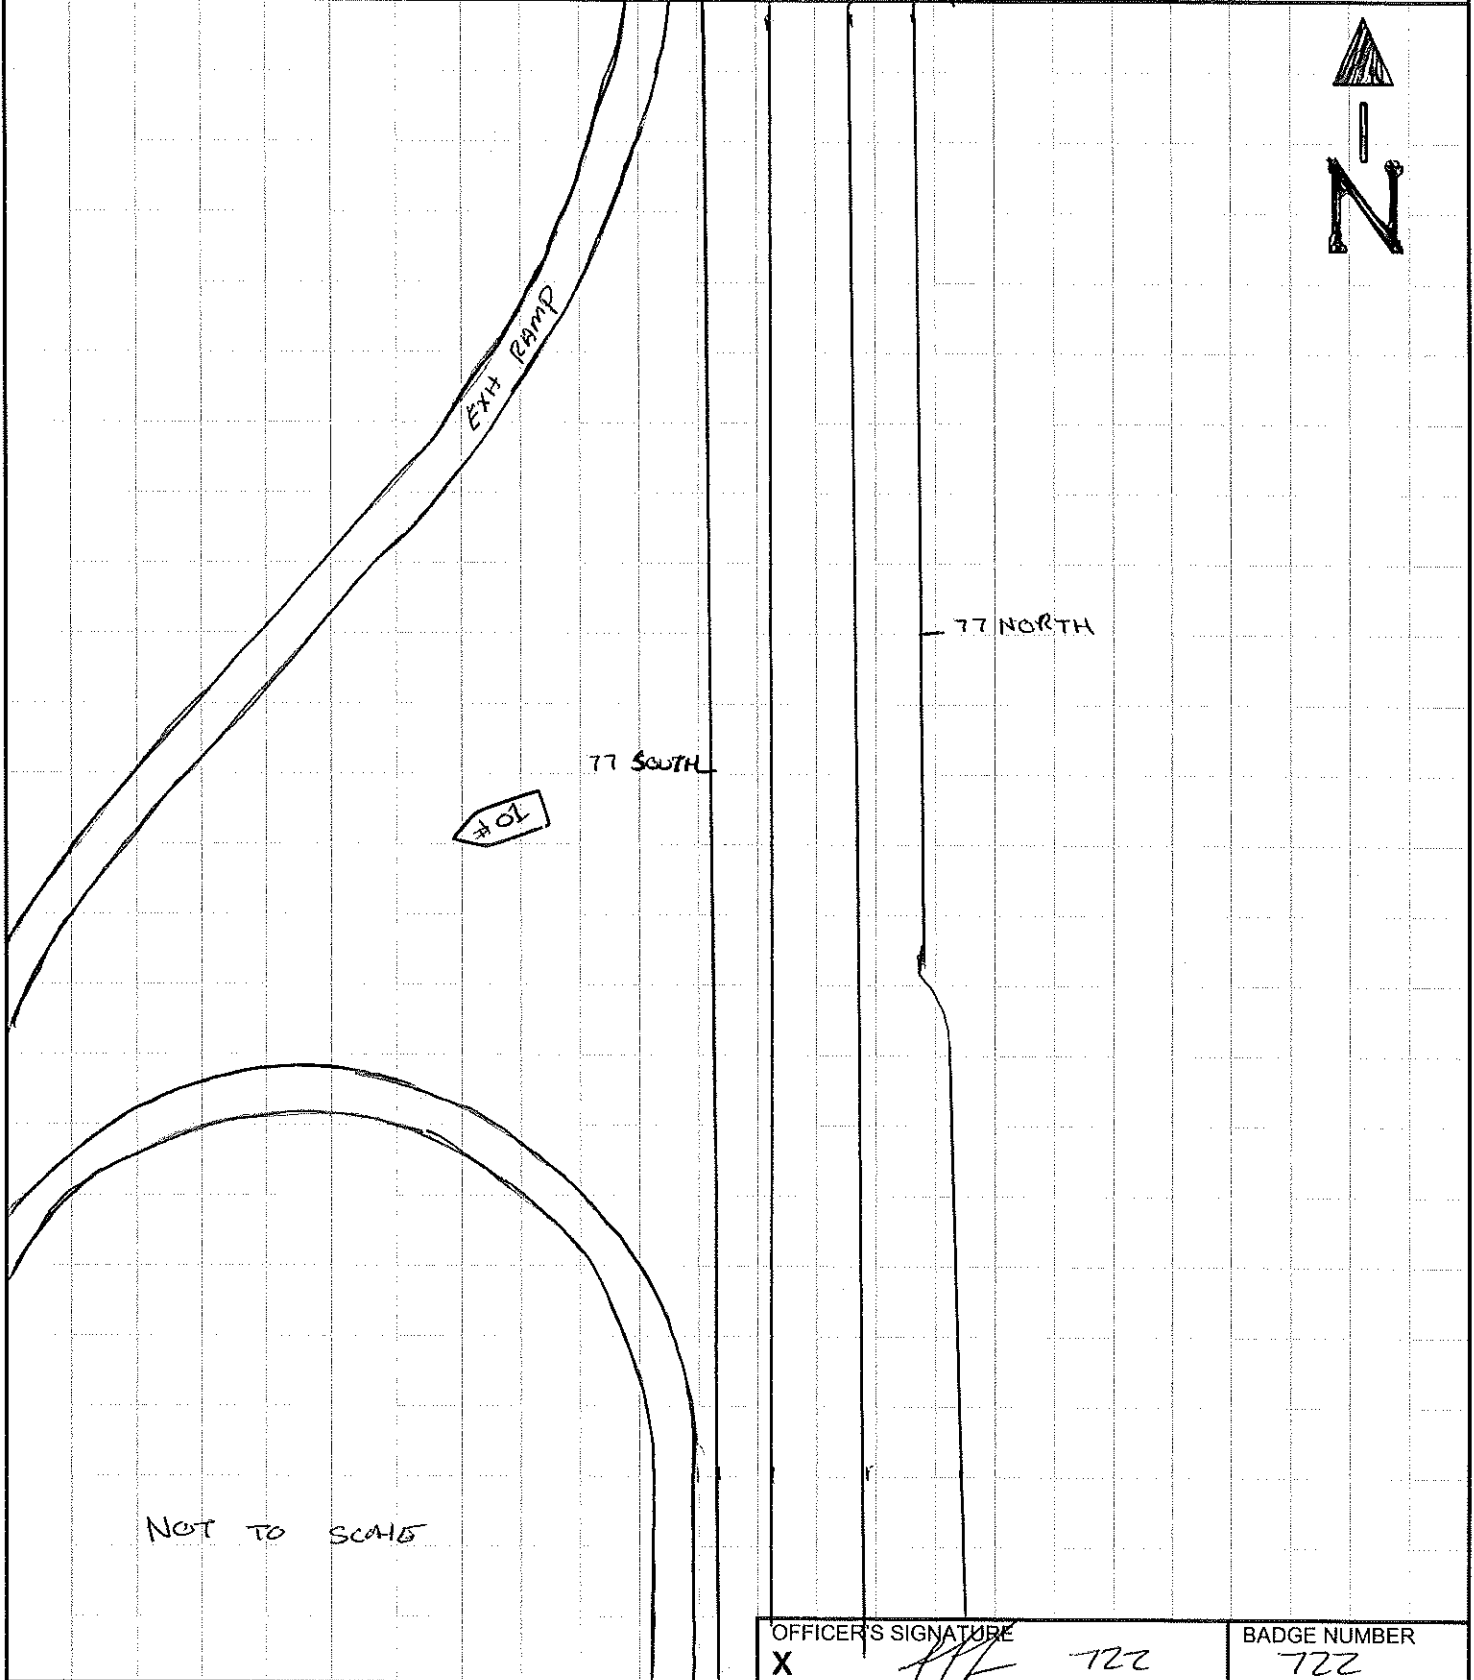 N
EXIT RAMP
77 NORTH
77 SOUTH
#01
NOT TO SCALE
OFFICER'S SIGNATURE
X 722
BADGE NUMBER
722